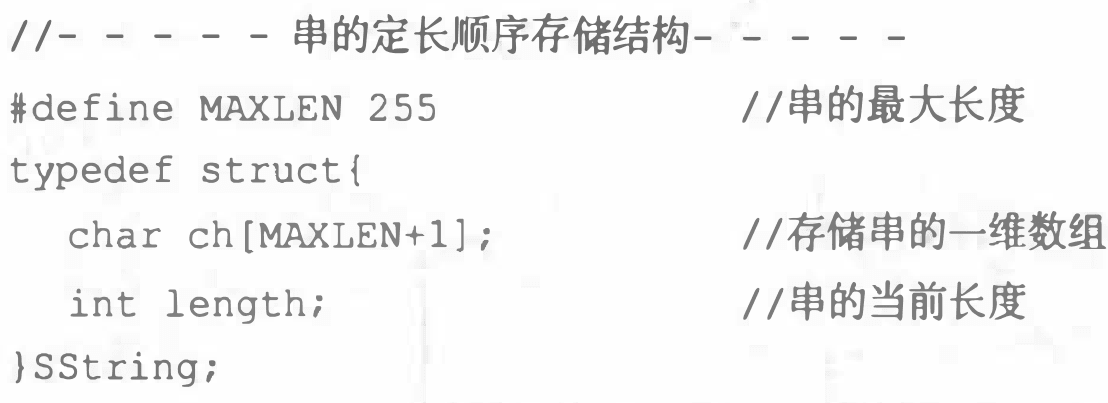 //- - - - - 串的定长顺序存储结构- - - - -
#define MAXLEN 255 //串的最大长度
typedef struct{
char ch[MAXLEN+1]; //存储串的一维数组
int length; //串的当前长度
}SString;